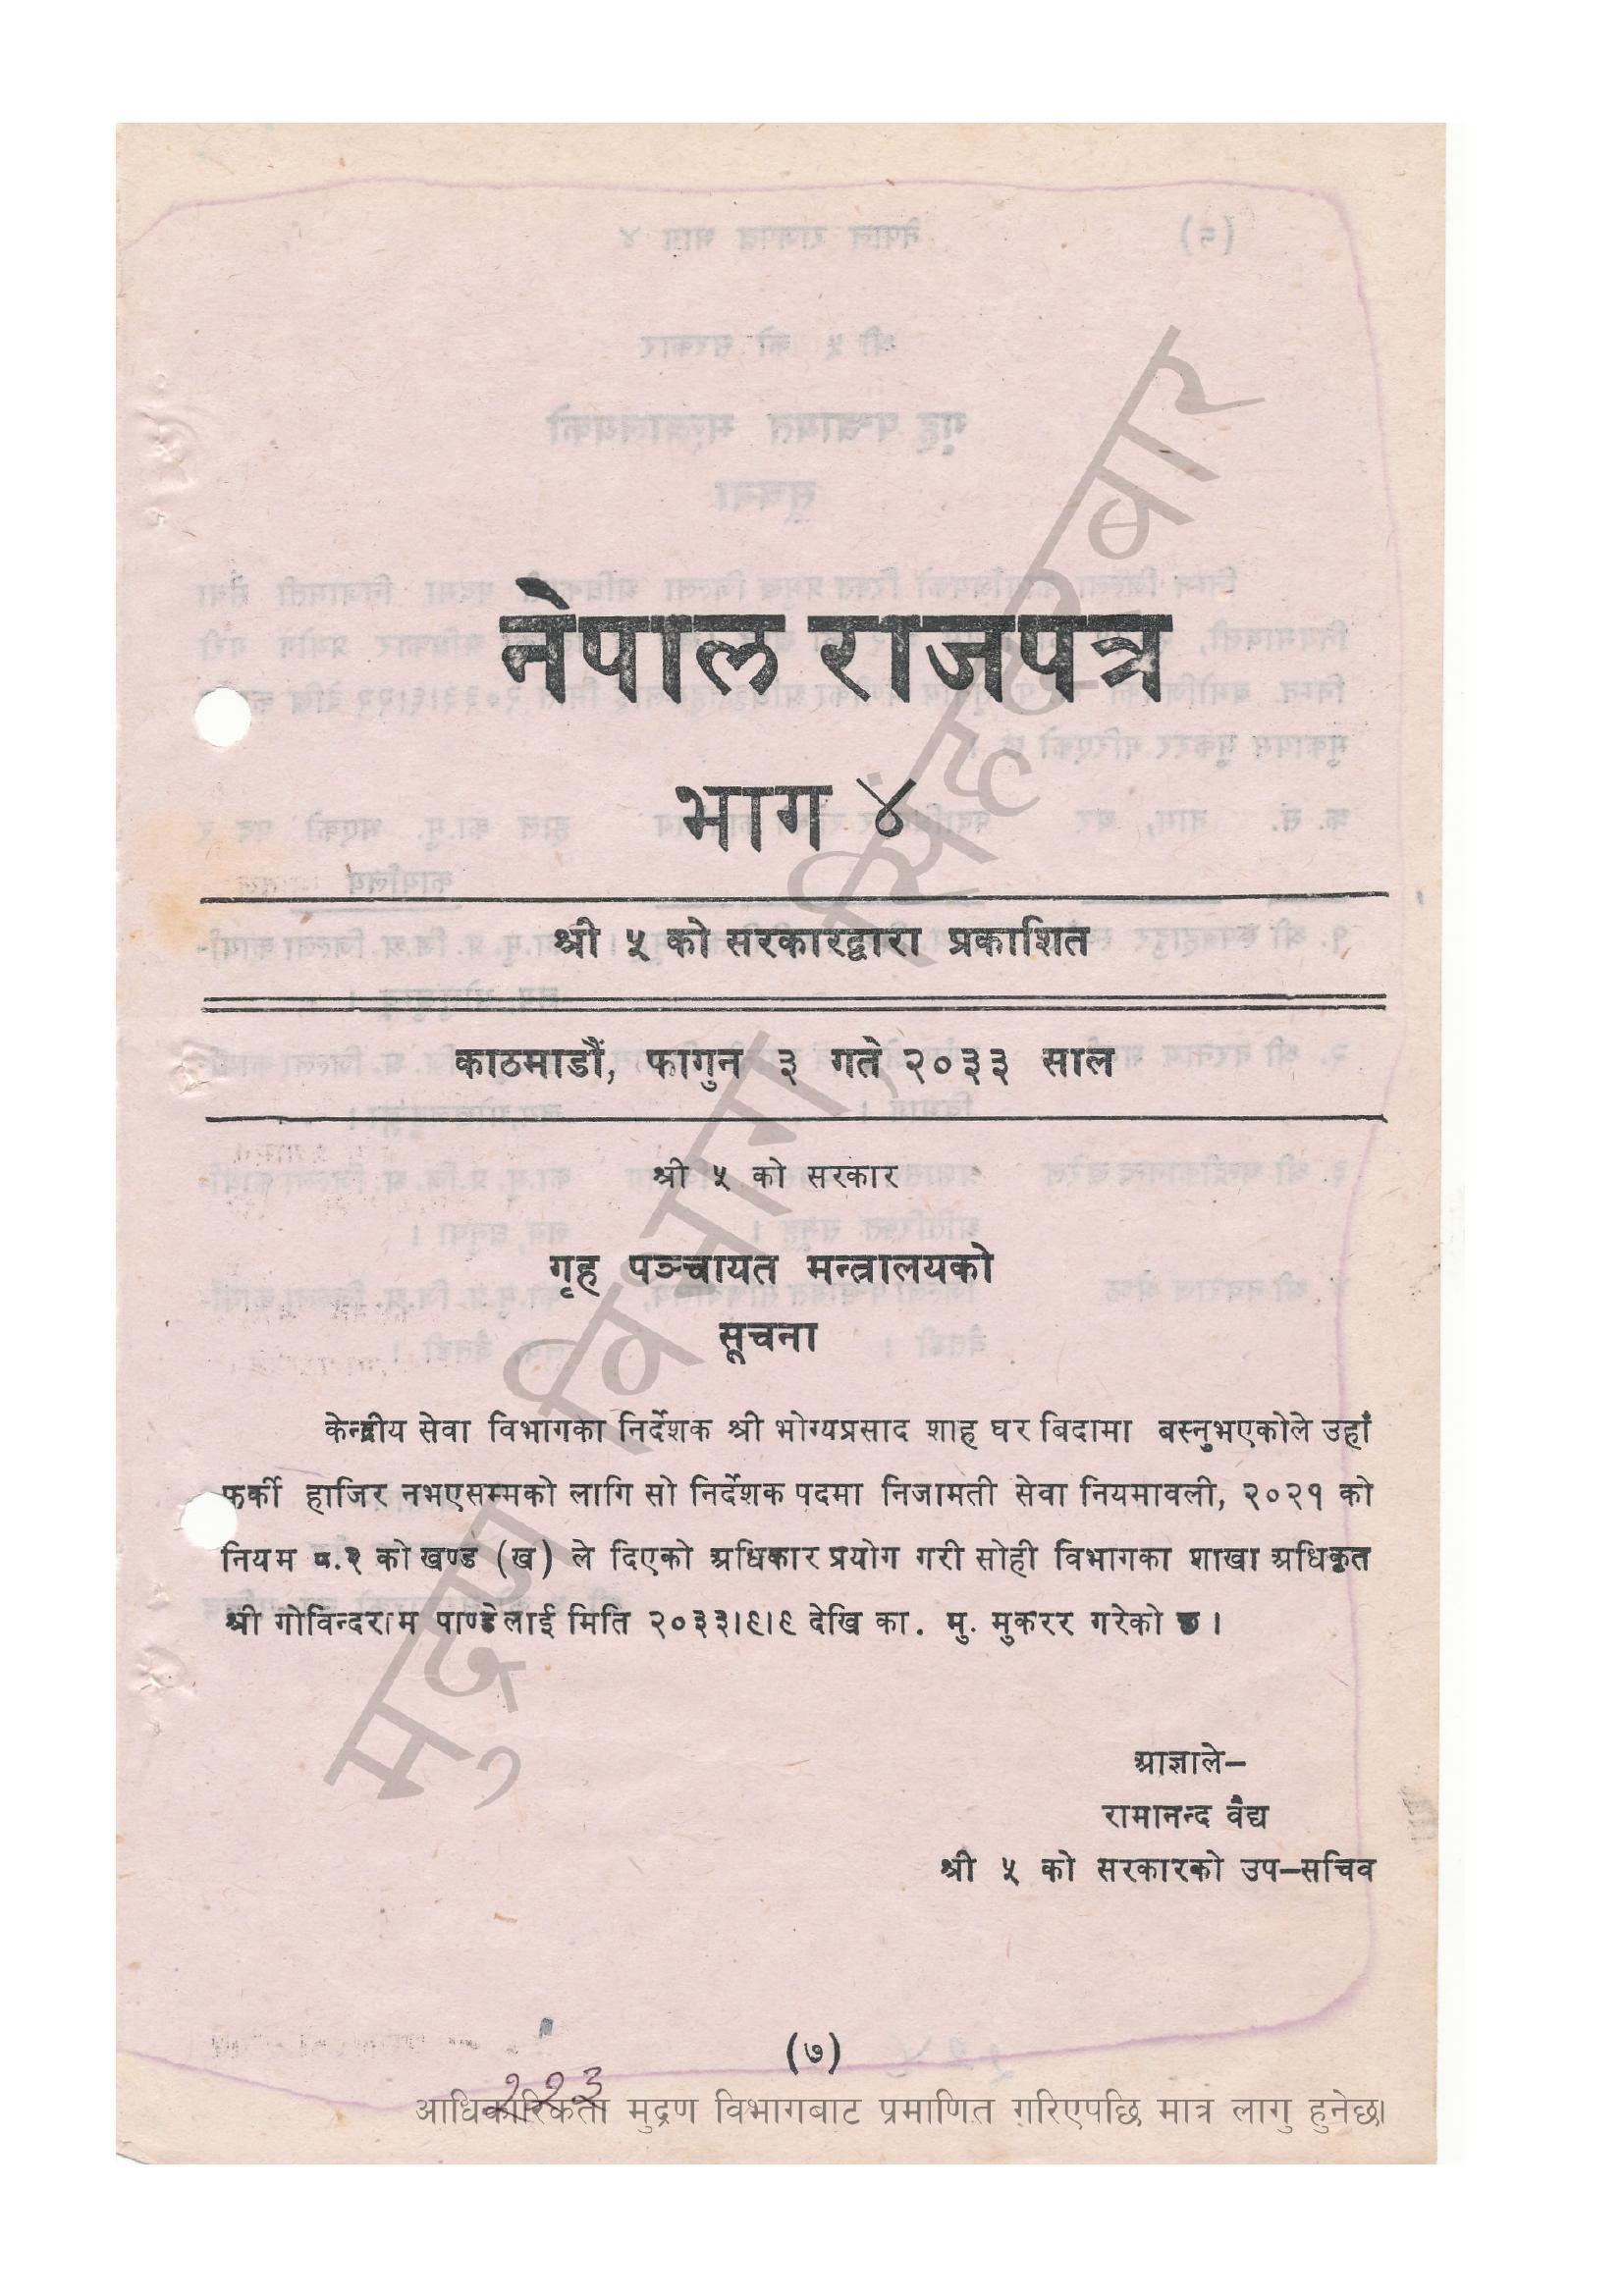 नेपाल राजपत्र
भाग ४
श्री ५ को सरकारद्वारा प्रकाशित
काठमाडौं, फागुन ३ गते २०३३ साल
श्री ५ को सरकार
गृह पञ्चायत मन्त्रालयको
सूचना
केन्द्रीय सेवा विभागका निर्देशक श्री भोग्यप्रसाद शाह घर बिदामा बस्नुभएकोले उहाँ
फर्की हाजिर नभएसम्मको लागि सो निर्देशक पदमा निजामती सेवा नियमावली, २०२१ को
नियम को खण्ड (ख) ले दिएको अधिकार प्रयोग गरी सोही विभागका शाखा अधिकृत
श्री गोविन्दराम पाण्डेलाई मिति २०३३।९।९ देखि का. मु. मुकरर गरेको छ ।
आज्ञाले–
रामानन्द वैद्य
श्री ५ को सरकारको उप–सचिव
(७)
२२३
आधिकारिकता मुद्रण विभागबाट प्रमाणित गरिएपछि मात्र लागु हुनेछ।
मुद्रण विभाग, सिंहदरवार